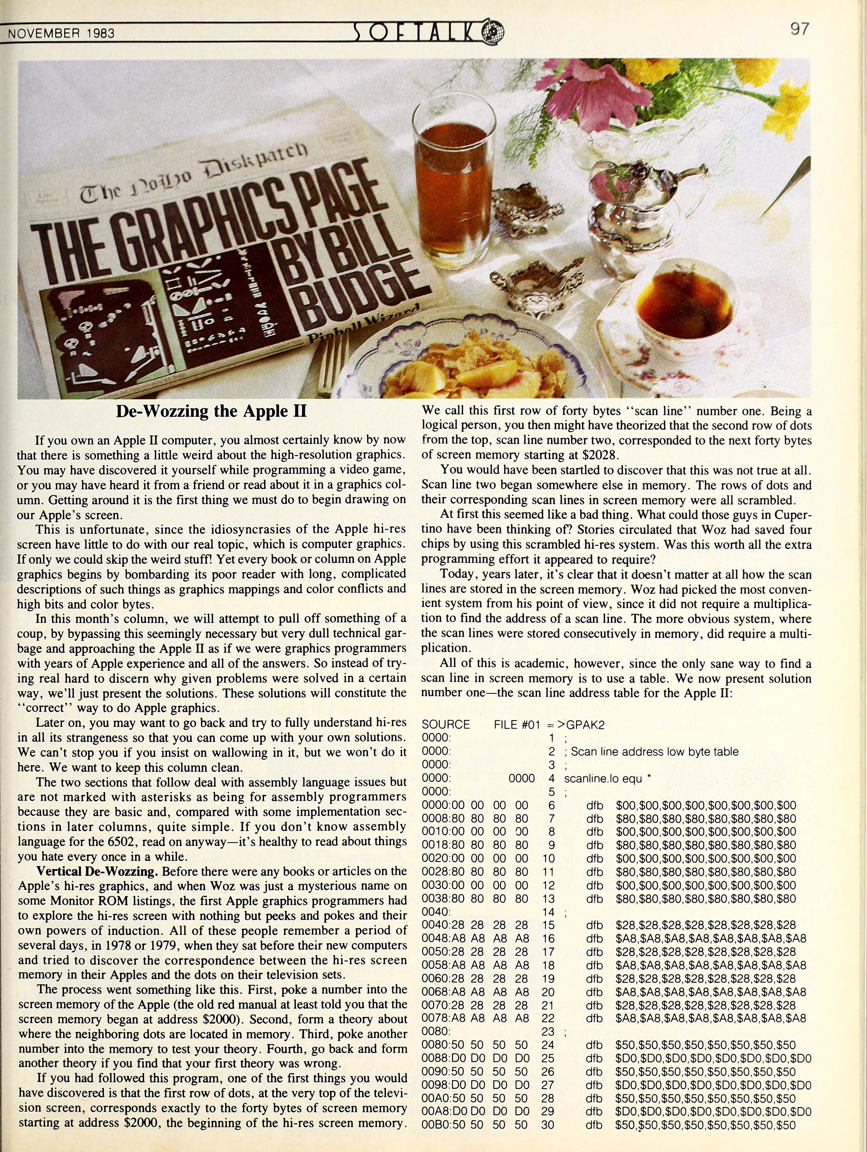 NOVEMBER 1983
SOFTALK
97
The NoHo Diskpatch
THE GRAPHICS PAGE
BY BILL
BUDGE
Pinball Wizard
De-Wozzing the Apple II
If you own an Apple II computer, you almost certainly know by now
that there is something a little weird about the high-resolution graphics.
You may have discovered it yourself while programming a video game,
or you may have heard it from a friend or read about it in a graphics col-
umn. Getting around it is the first thing we must do to begin drawing on
our Apple's screen.
This is unfortunate, since the idiosyncrasies of the Apple hi-res
screen have little to do with our real topic, which is computer graphics.
If only we could skip the weird stuff! Yet every book or column on Apple
graphics begins by bombarding its poor reader with long, complicated
descriptions of such things as graphics mappings and color conflicts and
high bits and color bytes.
In this month's column, we will attempt to pull off something of a
coup, by bypassing this seemingly necessary but very dull technical gar-
bage and approaching the Apple II as if we were graphics programmers
with years of Apple experience and all of the answers. So instead of try-
ing real hard to discern why given problems were solved in a certain
way, we'll just present the solutions. These solutions will constitute the
"correct" way to do Apple graphics.
Later on, you may want to go back and try to fully understand hi-res
in all its strangeness so that you can come up with your own solutions.
We can't stop you if you insist on wallowing in it, but we won't do it
here. We want to keep this column clean.
The two sections that follow deal with assembly language issues but
are not marked with asterisks as being for assembly programmers
because they are basic and, compared with some implementation sec-
tions in later columns, quite simple. If you don't know assembly
language for the 6502, read on anyway—it's healthy to read about things
you hate every once in a while.
Vertical De-Wozzing. Before there were any books or articles on the
Apple's hi-res graphics, and when Woz was just a mysterious name on
some Monitor ROM listings, the first Apple graphics programmers had
to explore the hi-res screen with nothing but peeks and pokes and their
own powers of induction. All of these people remember a period of
several days, in 1978 or 1979, when they sat before their new computers
and tried to discover the correspondence between the hi-res screen
memory in their Apples and the dots on their television sets.
The process went something like this. First, poke a number into the
screen memory of the Apple (the old red manual at least told you that the
screen memory began at address $2000). Second, form a theory about
where the neighboring dots are located in memory. Third, poke another
number into the memory to test your theory. Fourth, go back and form
another theory if you find that your first theory was wrong.
If you had followed this program, one of the first things you would
have discovered is that the first row of dots, at the very top of the televi-
sion screen, corresponds exactly to the forty bytes of screen memory
starting at address $2000, the beginning of the hi-res screen memory.
We call this first row of forty bytes "scan line" number one. Being a
logical person, you then might have theorized that the second row of dots
from the top, scan line number two, corresponded to the next forty bytes
of screen memory starting at $2028.
You would have been startled to discover that this was not true at all.
Scan line two began somewhere else in memory. The rows of dots and
their corresponding scan lines in screen memory were all scrambled.
At first this seemed like a bad thing. What could those guys in Cuper-
tino have been thinking of? Stories circulated that Woz had saved four
chips by using this scrambled hi-res system. Was this worth all the extra
programming effort it appeared to require?
Today, years later, it's clear that it doesn't matter at all how the scan
lines are stored in the screen memory. Woz had picked the most conven-
ient system from his point of view, since it did not require a multiplica-
tion to find the address of a scan line. The more obvious system, where
the scan lines were stored consecutively in memory, did require a multi-
plication.
All of this is academic, however, since the only sane way to find a
scan line in screen memory is to use a table. We now present solution
number one—the scan line address table for the Apple II:
SOURCE FILE #01 = >GPAK2
0000: 1 ;
0000: 2 ; Scan line address low byte table
0000: 3 ;
0000: 0000 4 scanline.lo equ *
0000: 5 ;
0000:00 00 00 00 6 dfb $00,$00,$00,$00,$00,$00,$00,$00
0008:80 80 80 80 7 dfb $80,$80,$80,$80,$80,$80,$80,$80
0010:00 00 00 00 8 dfb $00,$00,$00,$00,$00,$00,$00,$00
0018:80 80 80 80 9 dfb $80,$80,$80,$80,$80,$80,$80,$80
0020:00 00 00 00 10 dfb $00,$00,$00,$00,$00,$00,$00,$00
0028:80 80 80 80 11 dfb $80,$80,$80,$80,$80,$80,$80,$80
0030:00 00 00 00 12 dfb $00,$00,$00,$00,$00,$00,$00,$00
0038:80 80 80 80 13 dfb $80,$80,$80,$80,$80,$80,$80,$80
0040: 14 ;
0040:28 28 28 28 15 dfb $28,$28,$28,$28,$28,$28,$28,$28
0048:A8 A8 A8 A8 16 dfb $A8,$A8,$A8,$A8,$A8,$A8,$A8,$A8
0050:28 28 28 28 17 dfb $28,$28,$28,$28,$28,$28,$28,$28
0058:A8 A8 A8 A8 18 dfb $A8,$A8,$A8,$A8,$A8,$A8,$A8,$A8
0060:28 28 28 28 19 dfb $28,$28,$28,$28,$28,$28,$28,$28
0068:A8 A8 A8 A8 20 dfb $A8,$A8,$A8,$A8,$A8,$A8,$A8,$A8
0070:28 28 28 28 21 dfb $28,$28,$28,$28,$28,$28,$28,$28
0078:A8 A8 A8 A8 22 dfb $A8,$A8,$A8,$A8,$A8,$A8,$A8,$A8
0080: 23 ;
0080:50 50 50 50 24 dfb $50,$50,$50,$50,$50,$50,$50,$50
0088:D0 D0 D0 D0 25 dfb $D0,$D0,$D0,$D0,$D0,$D0,$D0,$D0
0090:50 50 50 50 26 dfb $50,$50,$50,$50,$50,$50,$50,$50
0098:D0 D0 D0 D0 27 dfb $D0,$D0,$D0,$D0,$D0,$D0,$D0,$D0
00A0:50 50 50 50 28 dfb $50,$50,$50,$50,$50,$50,$50,$50
00A8:D0 D0 D0 D0 29 dfb $D0,$D0,$D0,$D0,$D0,$D0,$D0,$D0
00B0:50 50 50 50 30 dfb $50,$50,$50,$50,$50,$50,$50,$50